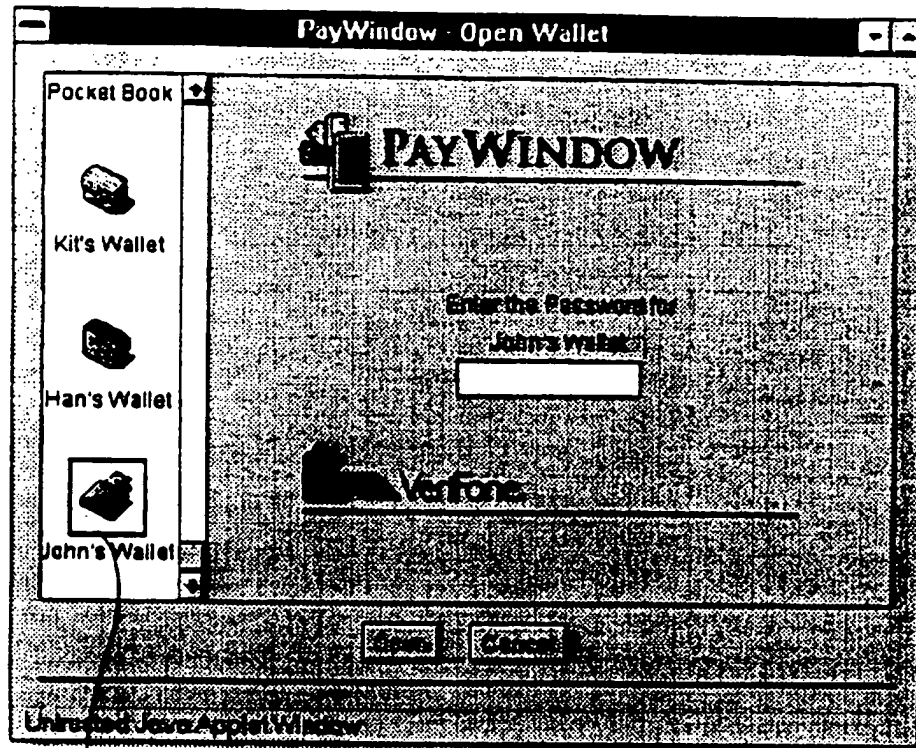 PayWindow - Open Wallet
Pocket Book
Kit's Wallet
Han's Wallet
John's Wallet
PAYWINDOW
Enter the Password for
John's Wallet
VeriFone
Open
Cancel
Untrusted Java Applet Window